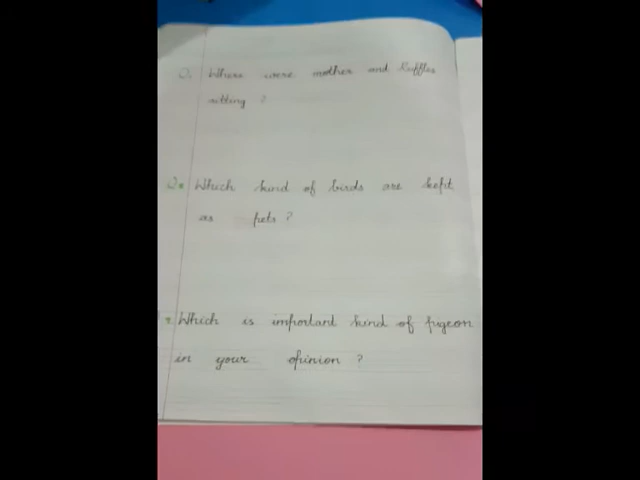 Q. Where were mother and Ruffles
sitting ?
Q. Which kind of birds are kept
as pets ?
Which is important kind of pigeon
in your opinion ?